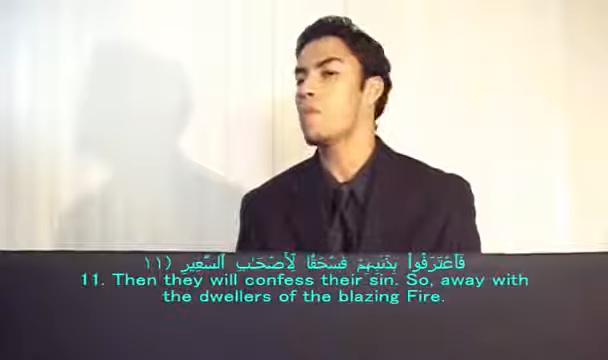 فَٱعْتَرَفُوا۟ بِذَنۢبِهِمْ فَسُحْقًا لِّأَصْحَـٰبِ ٱلسَّعِيرِ (١١
11. Then they will confess their sin. So, away with
the dwellers of the blazing Fire.